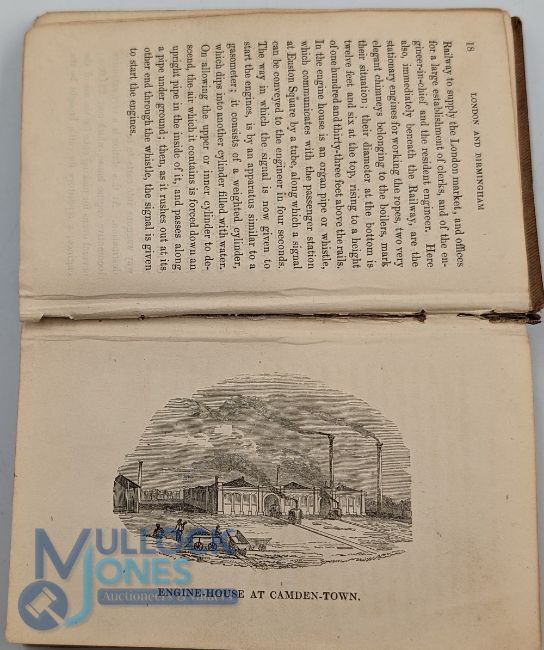 18
LONDON AND BIRMINGHAM
Railway to supply the London market, and offices
for a large establishment of clerks, and of the en-
gineer-in-chief and the resident engineer. Here
also, immediately beneath the Railway, are the
stationary engines for working the ropes, two very
elegant chimneys belonging to the boilers, mark
their situation; their diameter at the bottom is
twelve feet and six at the top, rising to a height
of one hundred and thirty-three feet above the rails.
In the engine house is an organ pipe or whistle,
which communicates with the passenger station
at Euston Square by a tube, along which a signal
can be conveyed to the engineer in four seconds.
The way in which the signal is now given to
start the engines, is by an apparatus similar to a
gasometer; it consists of a weighted cylinder,
which dips into another cylinder filled with water.
On allowing the upper or inner cylinder to de-
scend, the air which it contains is forced down an
upright pipe in the inside of it, and passes along
a pipe under ground; then, as it rushes out at its
other end through the whistle, the signal is given
to start the engines.
ENGINE-HOUSE AT CAMDEN-TOWN.
MULLOCK
JONES
Auctioneers & Valuers